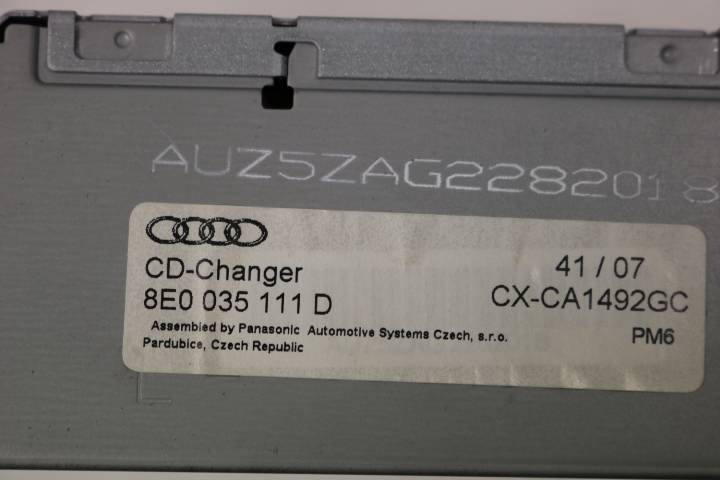 AUZ5ZAG2282018
CD-Changer
41 / 07
8E0 035 111 D
CX-CA1492GC
Assembled by Panasonic Automotive Systems Czech, s.r.o.
PM6
Pardubice, Czech Republic